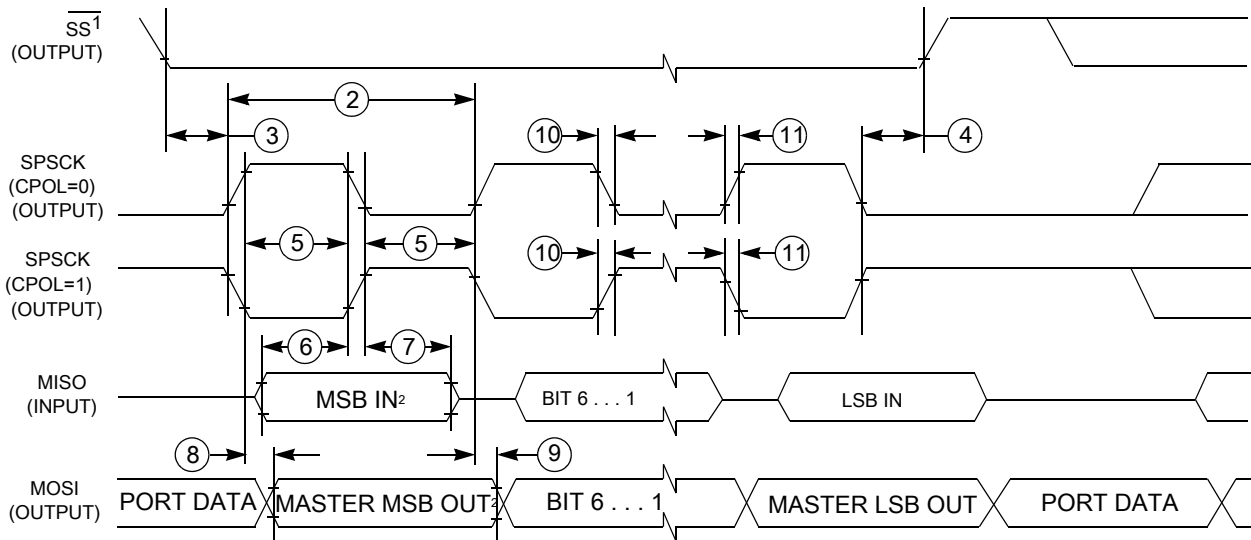 SS¹
(OUTPUT)
2
3
10
11
4
SPSCK
(CPOL=0)
(OUTPUT)
5
5
SPSCK
(CPOL=1)
(OUTPUT)
10
11
6
7
MISO
(INPUT)
MSB IN²
BIT 6 . . . 1
LSB IN
8
9
MOSI
(OUTPUT)
PORT DATA
MASTER MSB OUT²
BIT 6 . . . 1
MASTER LSB OUT
PORT DATA